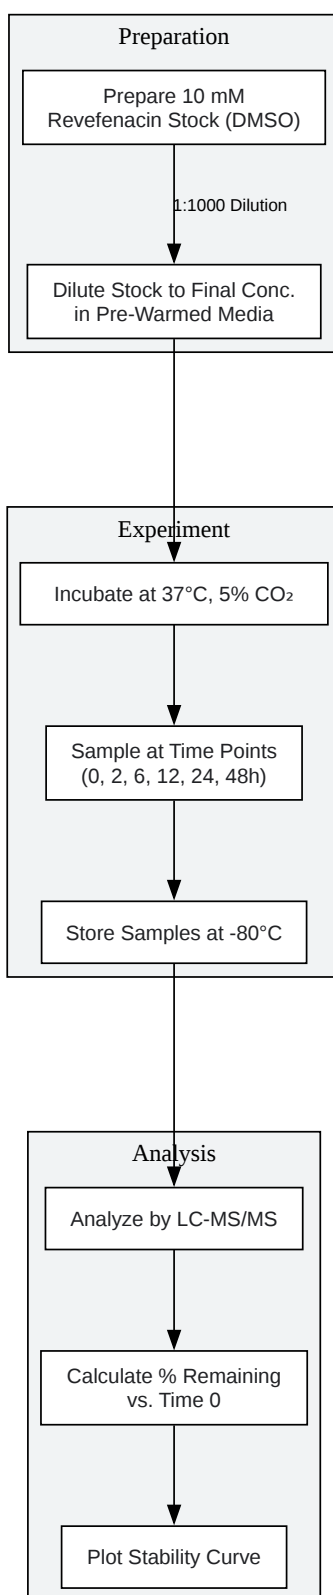 Preparation
Prepare 10 mM
Revefenacin Stock (DMSO)
1:1000 Dilution
Dilute Stock to Final Conc.
in Pre-Warmed Media
Experiment
Incubate at 37°C, 5% CO₂
Sample at Time Points
(0, 2, 6, 12, 24, 48h)
Store Samples at -80°C
Analysis
Analyze by LC-MS/MS
Calculate % Remaining
vs. Time 0
Plot Stability Curve